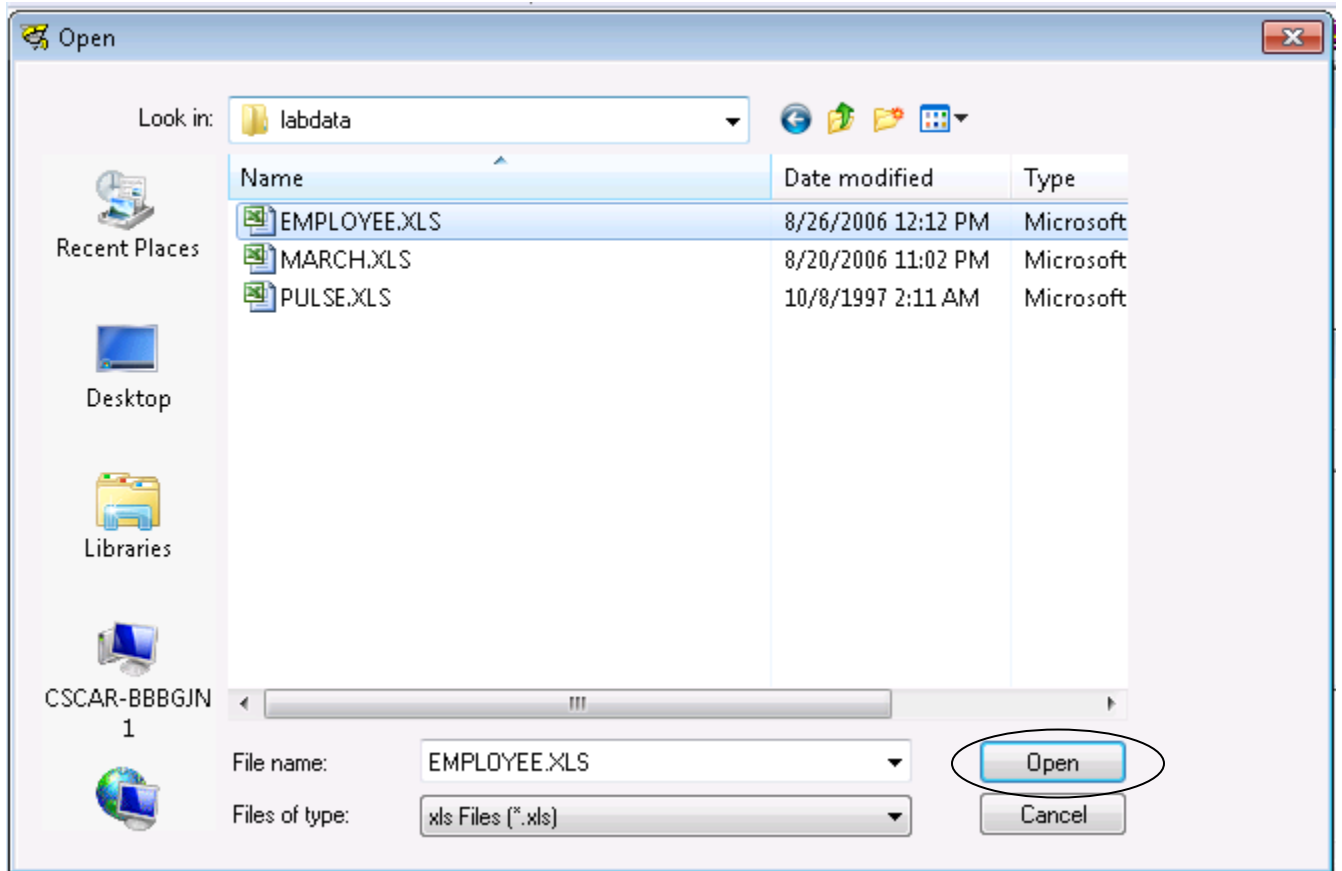 Open
Look in: labdata
Name Date modified Type
EMPLOYEE.XLS 8/26/2006 12:12 PM Microsoft
MARCH.XLS 8/20/2006 11:02 PM Microsoft
PULSE.XLS 10/8/1997 2:11 AM Microsoft
Recent Places
Desktop
Libraries
CSCAR-BBBGJN
1
File name: EMPLOYEE.XLS Open
Files of type: xls Files (*.xls) Cancel